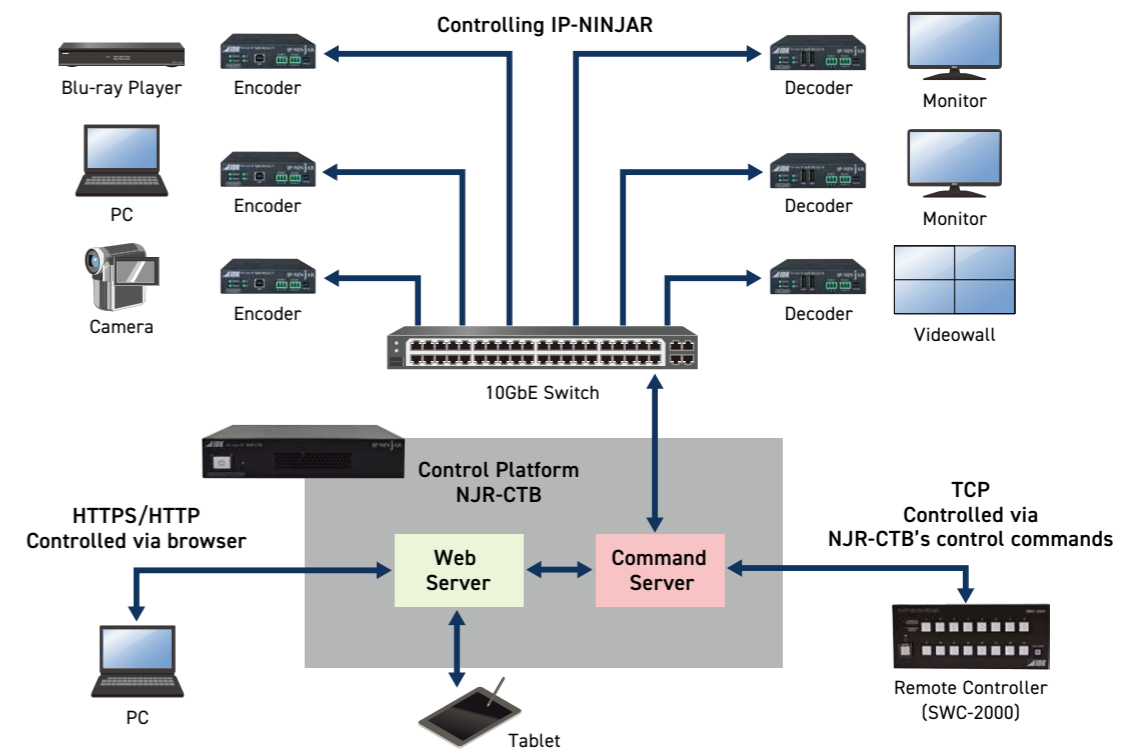 Controlling IP-NINJAR
Blu-ray Player
Encoder
Decoder
Monitor
PC
Encoder
Decoder
Monitor
Camera
Encoder
Decoder
Videowall
10GbE Switch
IP-NINJAR
Control Platform
NJR-CTB
HTTPS/HTTP
Controlled via browser
TCP
Controlled via
NJR-CTB's control commands
Web
Server
Command
Server
PC
Tablet
Remote Controller
(SWC-2000)